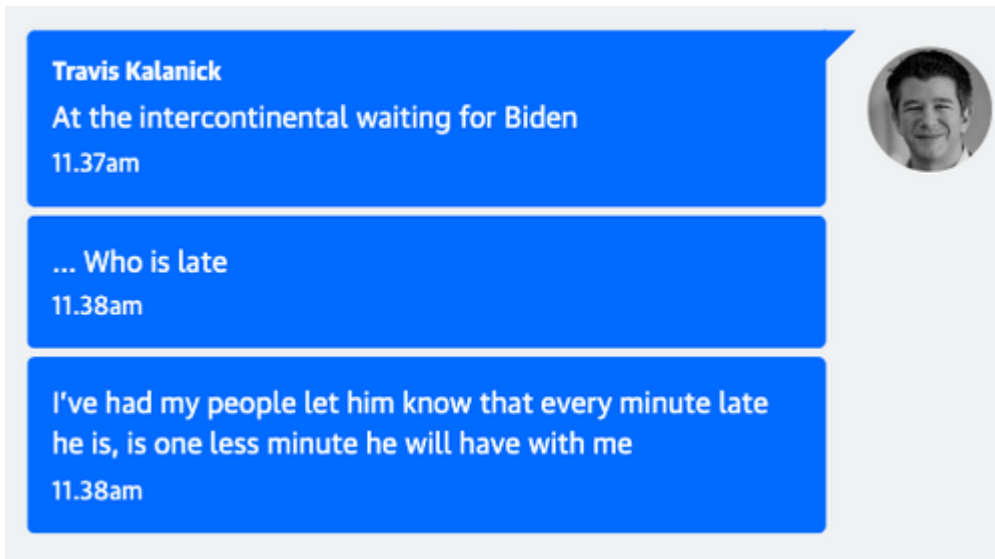 Travis Kalanick
At the intercontinental waiting for Biden
11.37am
... Who is late
11.38am
I've had my people let him know that every minute late
he is, is one less minute he will have with me
11.38am